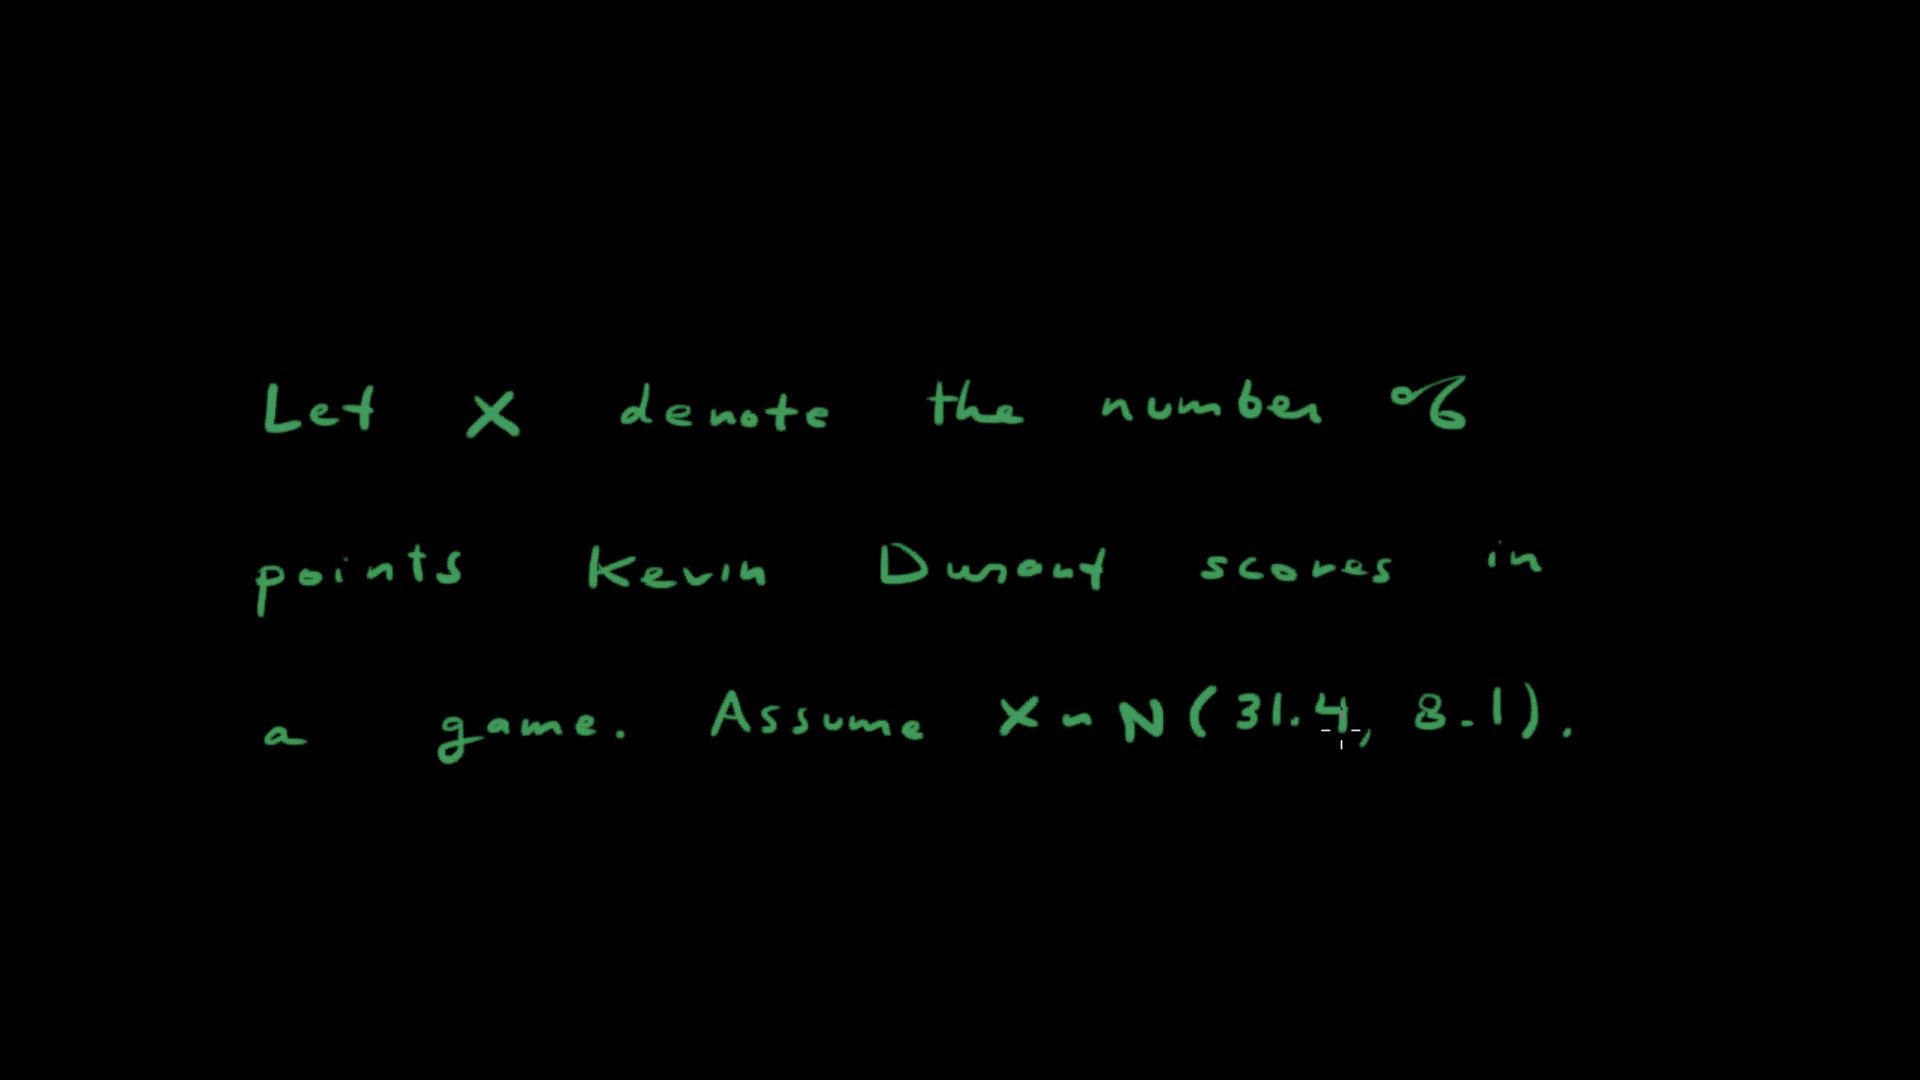 Let X denote the number of
points Kevin Durant scores in
a game. Assume X ~ N(31.4, 8.1).